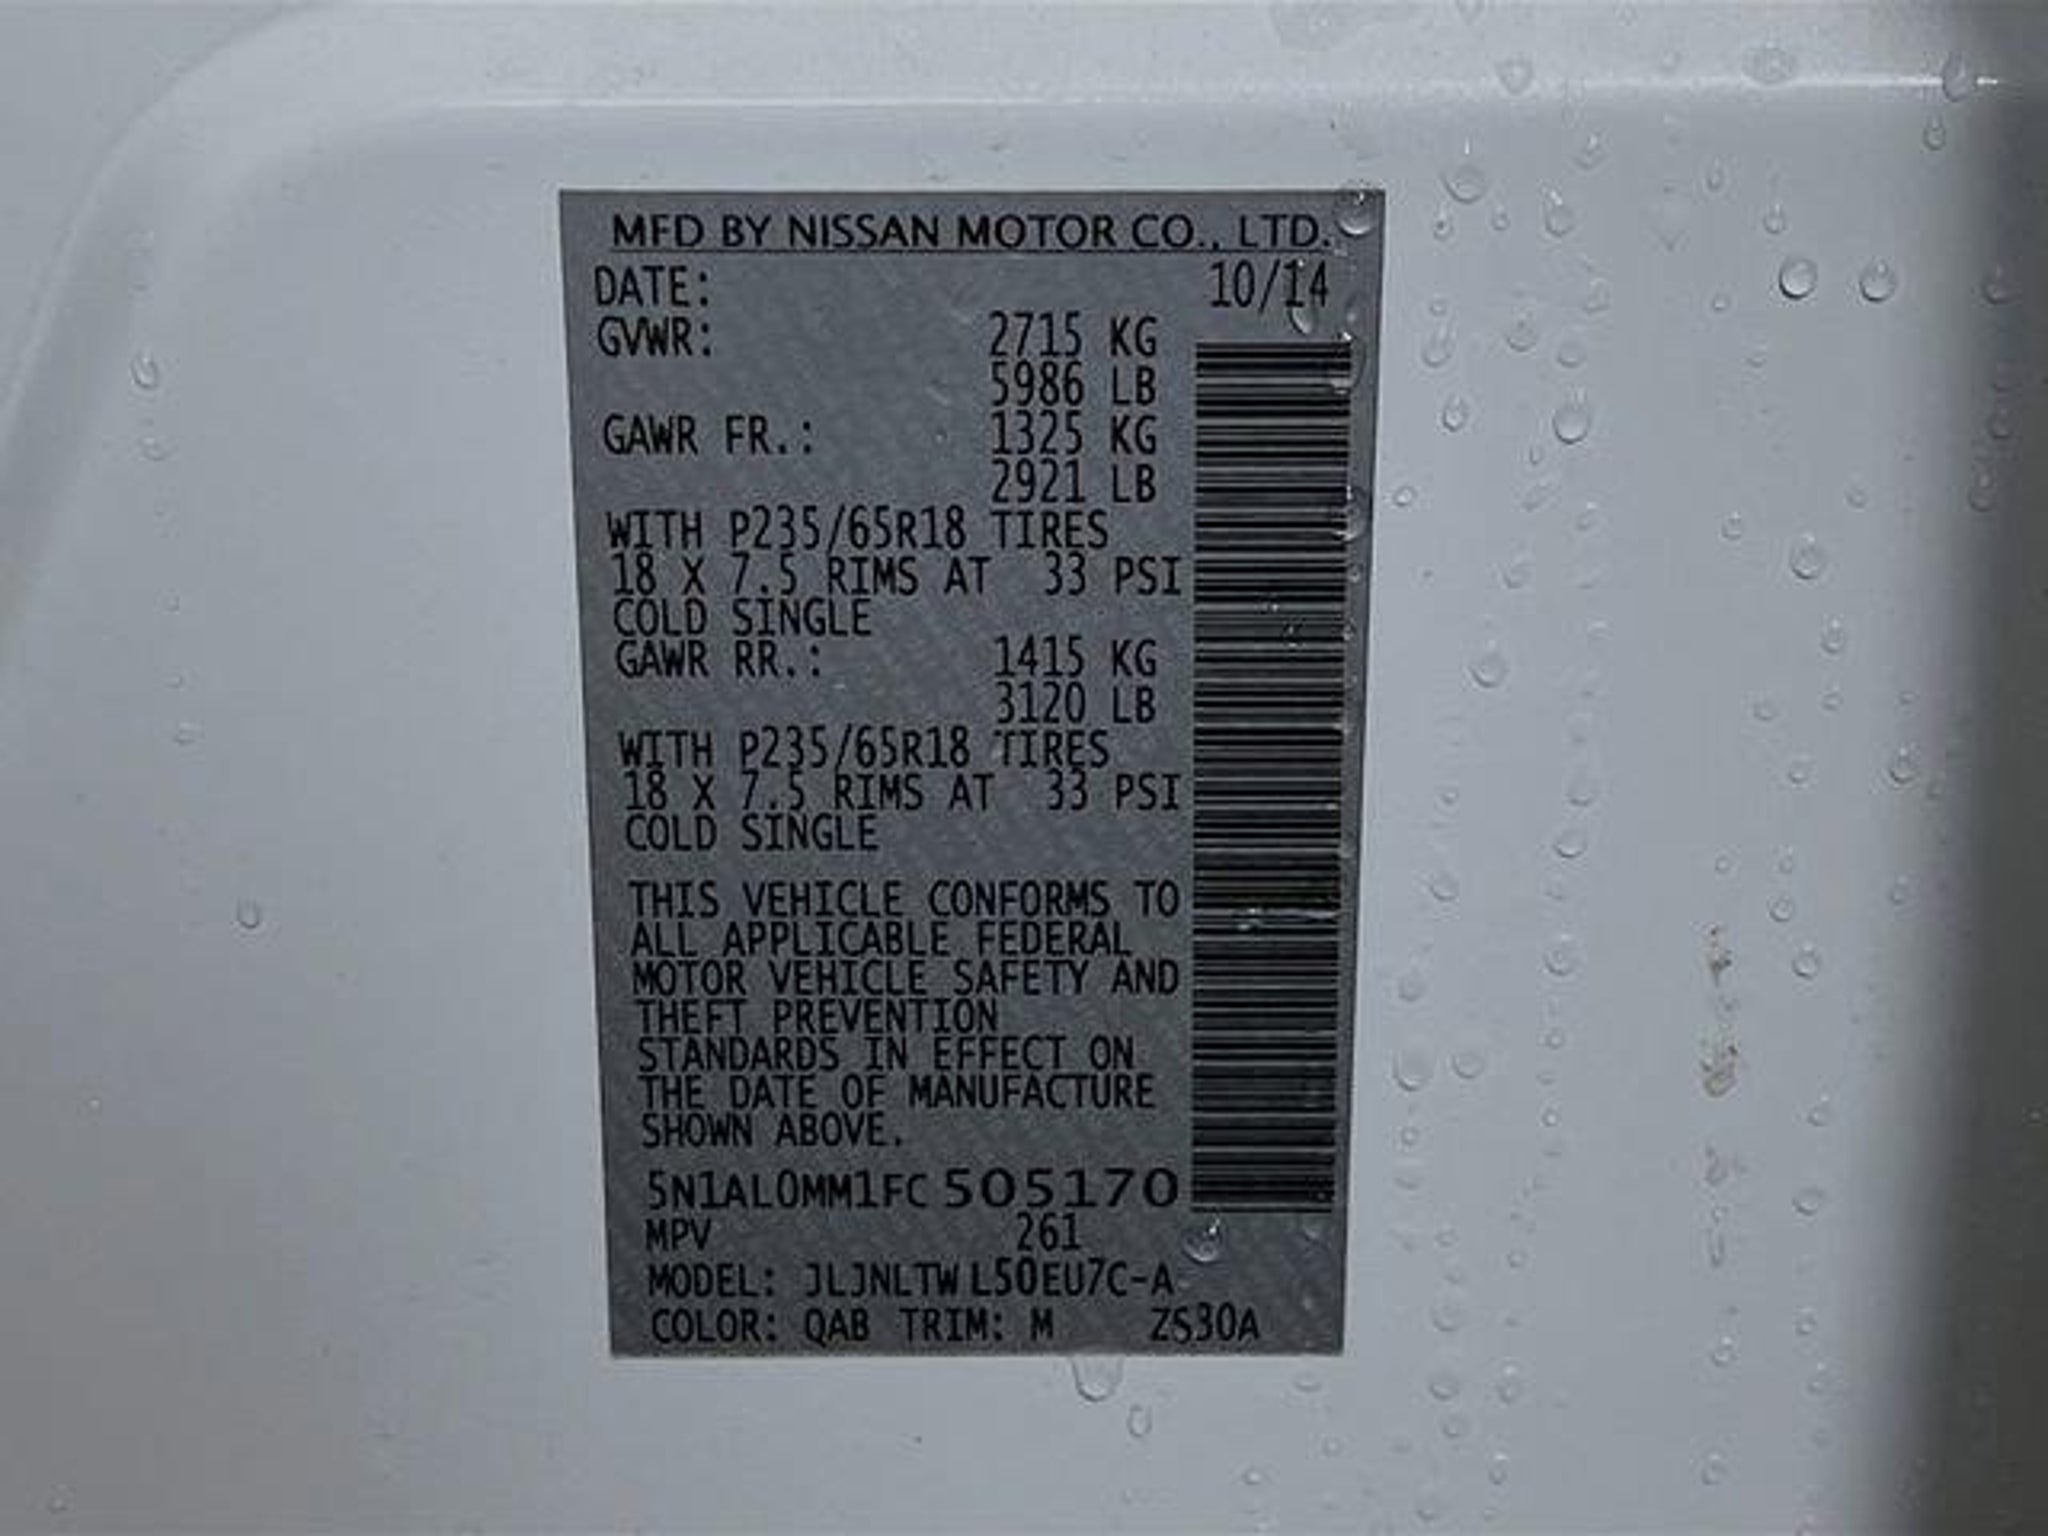 MFD BY NISSAN MOTOR CO., LTD.
DATE: 10/14
GVWR: 2715 KG
5986 LB
GAWR FR.: 1325 KG
2921 LB
WITH P235/65R18 TIRES
18 X 7.5 RIMS AT 33 PSI
COLD SINGLE
GAWR RR.: 1415 KG
3120 LB
WITH P235/65R18 TIRES
18 X 7.5 RIMS AT 33 PSI
COLD SINGLE
THIS VEHICLE CONFORMS TO
ALL APPLICABLE FEDERAL
MOTOR VEHICLE SAFETY AND
THEFT PREVENTION
STANDARDS IN EFFECT ON
THE DATE OF MANUFACTURE
SHOWN ABOVE.
5N1AL0MM1FC 505170
MPV 261
MODEL: JLJNLTW L50EU7C-A
COLOR: QAB TRIM: M ZS30A